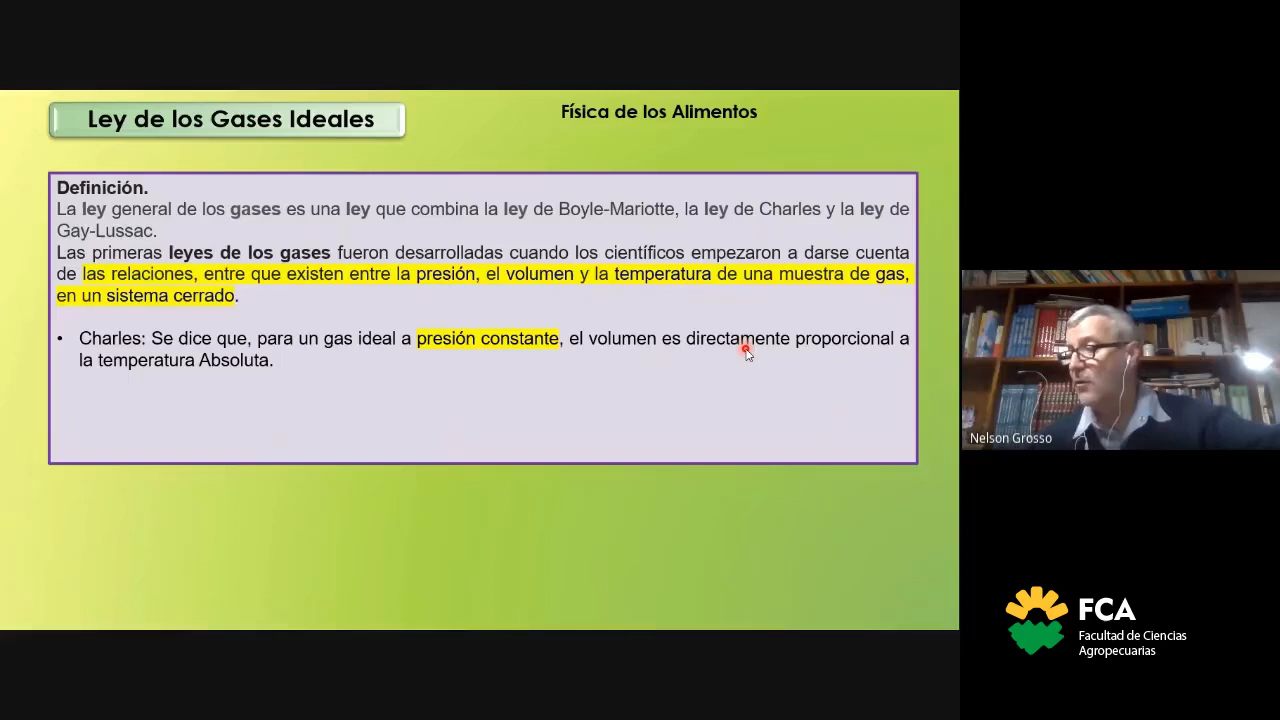 Ley de los Gases Ideales
Física de los Alimentos
Definición.
La ley general de los gases es una ley que combina la ley de Boyle-Mariotte, la ley de Charles y la ley de
Gay-Lussac.
Las primeras leyes de los gases fueron desarrolladas cuando los científicos empezaron a darse cuenta
de las relaciones, entre que existen entre la presión, el volumen y la temperatura de una muestra de gas,
en un sistema cerrado.
• Charles: Se dice que, para un gas ideal a presión constante, el volumen es directamente proporcional a
la temperatura Absoluta.
Nelson Grosso
FCA
Facultad de Ciencias
Agropecuarias